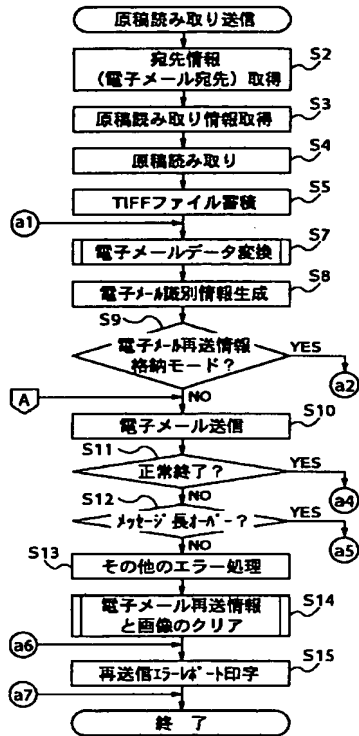 原稿読み取り送信
S2
宛先情報
(電子メール宛先)取得
S3
原稿読み取り情報取得
S4
原稿読み取り
S5
TIFFファイル蓄積
a1
S7
電子メールデータ変換
S8
電子メール識別情報生成
S9
電子メール再送情報
格納モード?
YES
a2
NO
A
S10
電子メール送信
S11
正常終了?
YES
a4
NO
S12
メッセージ長オーバー?
YES
a5
NO
S13
その他のエラー処理
S14
電子メール再送情報
と画像のクリア
a6
S15
再送信エラーレポート印字
a7
終了